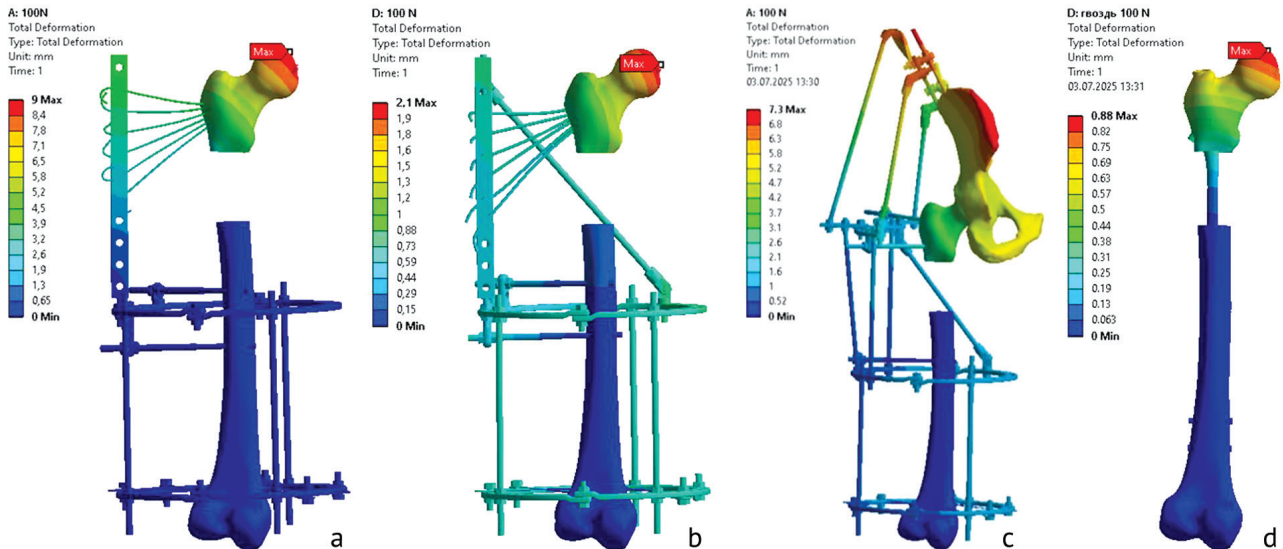 A: 100N
Total Deformation
Type: Total Deformation
Unit: mm
Time: 1
9 Max
8,4
7,8
7,1
6,5
5,8
5,2
4,5
3,9
3,2
2,6
1,9
1,3
0,65
0 Min
Max
a
D: 100 N
Total Deformation
Type: Total Deformation
Unit: mm
Time: 1
2,1 Max
1,9
1,8
1,6
1,5
1,3
1,2
1
0,88
0,73
0,59
0,44
0,29
0,15
0 Min
Max
b
A: 100 N
Total Deformation
Type: Total Deformation
Unit: mm
Time: 1
03.07.2025 13:30
7.3 Max
6.8
6.3
5.8
5.2
4.7
4.2
3.7
3.1
2.6
2.1
1.6
1
0.52
0 Min
c
D: гвоздь 100 N
Total Deformation
Type: Total Deformation
Unit: mm
Time: 1
03.07.2025 13:31
0.88 Max
0.82
0.75
0.69
0.63
0.57
0.5
0.44
0.38
0.31
0.25
0.19
0.13
0.063
0 Min
Max
d